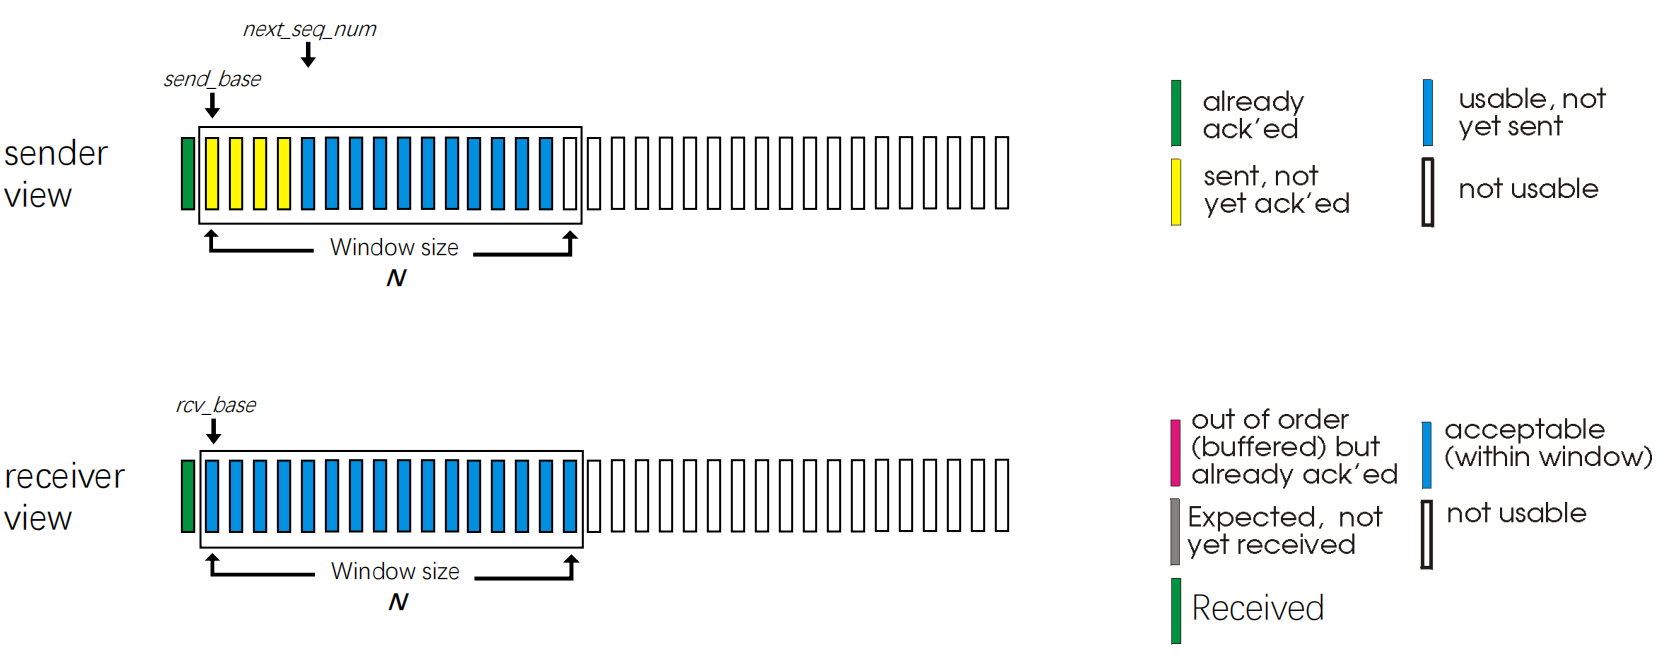 next_seq_num
send_base
sender
view
Window size
N
already
ack'ed
usable, not
yet sent
sent, not
yet ack'ed
not usable
rcv_base
receiver
view
Window size
N
out of order
(buffered) but
already ack'ed
acceptable
(within window)
Expected, not
yet received
not usable
Received